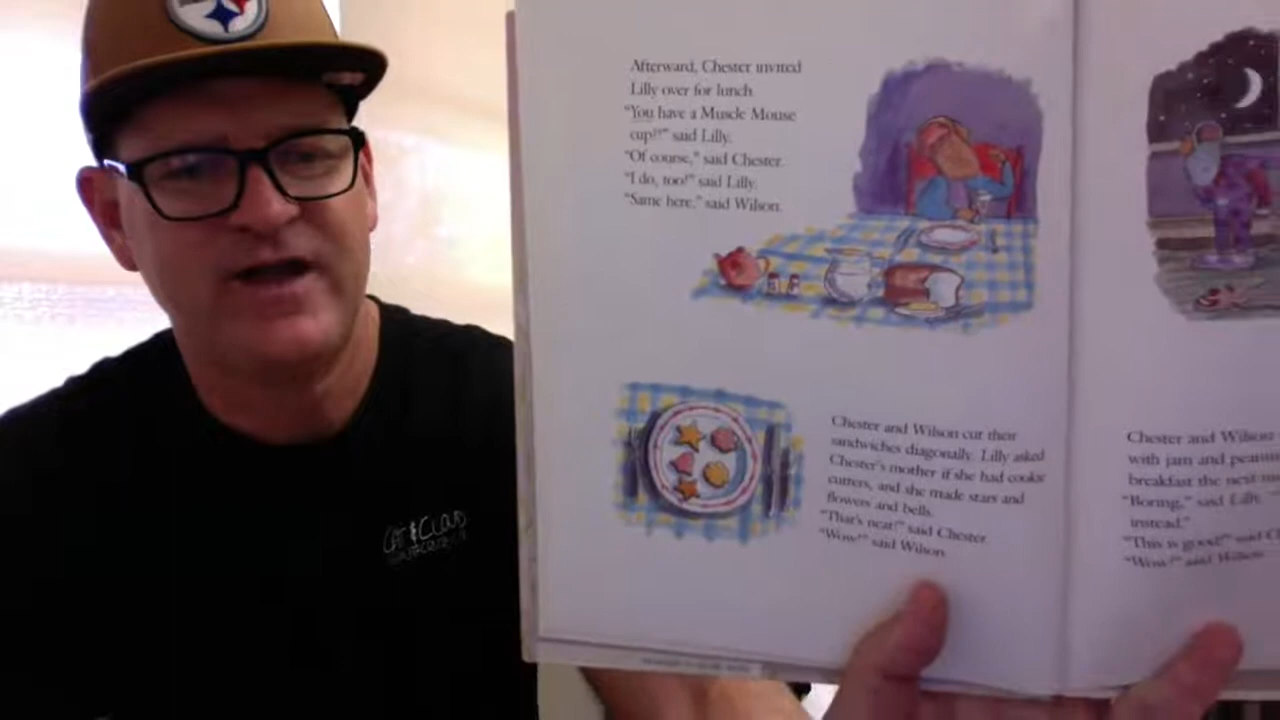 Afterward, Chester invited
Lilly over for lunch.
"You have a Muscle Mouse
cup?!" said Lilly.
"Of course," said Chester.
"I do, too!" said Lilly.
"Same here," said Wilson.
Chester and Wilson cut their
sandwiches diagonally. Lilly asked
Chester's mother if she had cookie
cutters, and she made stars and
flowers and bells.
"That's neat!" said Chester.
"Wow!" said Wilson.
Chester and Wilson
with jam and
breakfast the next
"Boring," said Lilly.
instead."
"This is good!" said
"Wow!" said Wilson.
CAT & CLOUD